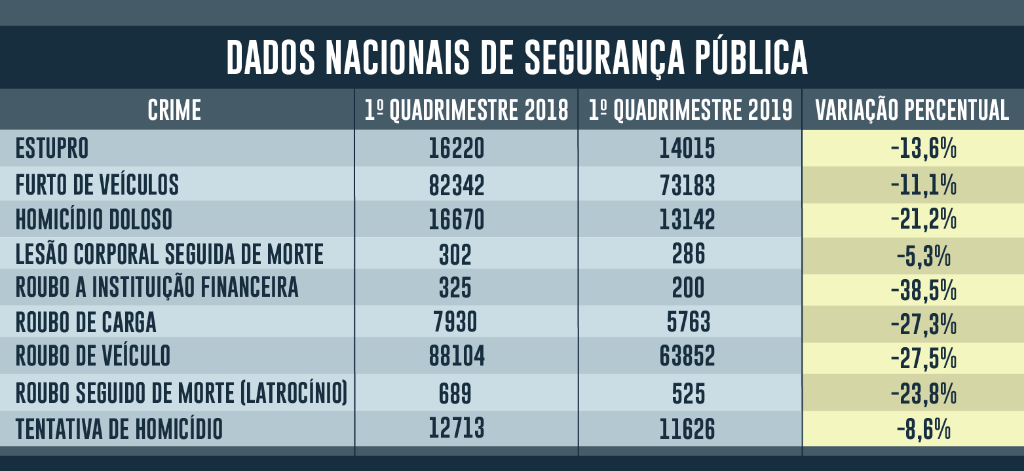 DADOS NACIONAIS DE SEGURANÇA PÚBLICA
CRIME 1º QUADRIMESTRE 2018 1º QUADRIMESTRE 2019 VARIAÇÃO PERCENTUAL
ESTUPRO 16220 14015 -13,6%
FURTO DE VEÍCULOS 82342 73183 -11,1%
HOMICÍDIO DOLOSO 16670 13142 -21,2%
LESÃO CORPORAL SEGUIDA DE MORTE 302 286 -5,3%
ROUBO A INSTITUIÇÃO FINANCEIRA 325 200 -38,5%
ROUBO DE CARGA 7930 5763 -27,3%
ROUBO DE VEÍCULO 88104 63852 -27,5%
ROUBO SEGUIDO DE MORTE (LATROCÍNIO) 689 525 -23,8%
TENTATIVA DE HOMICÍDIO 12713 11626 -8,6%